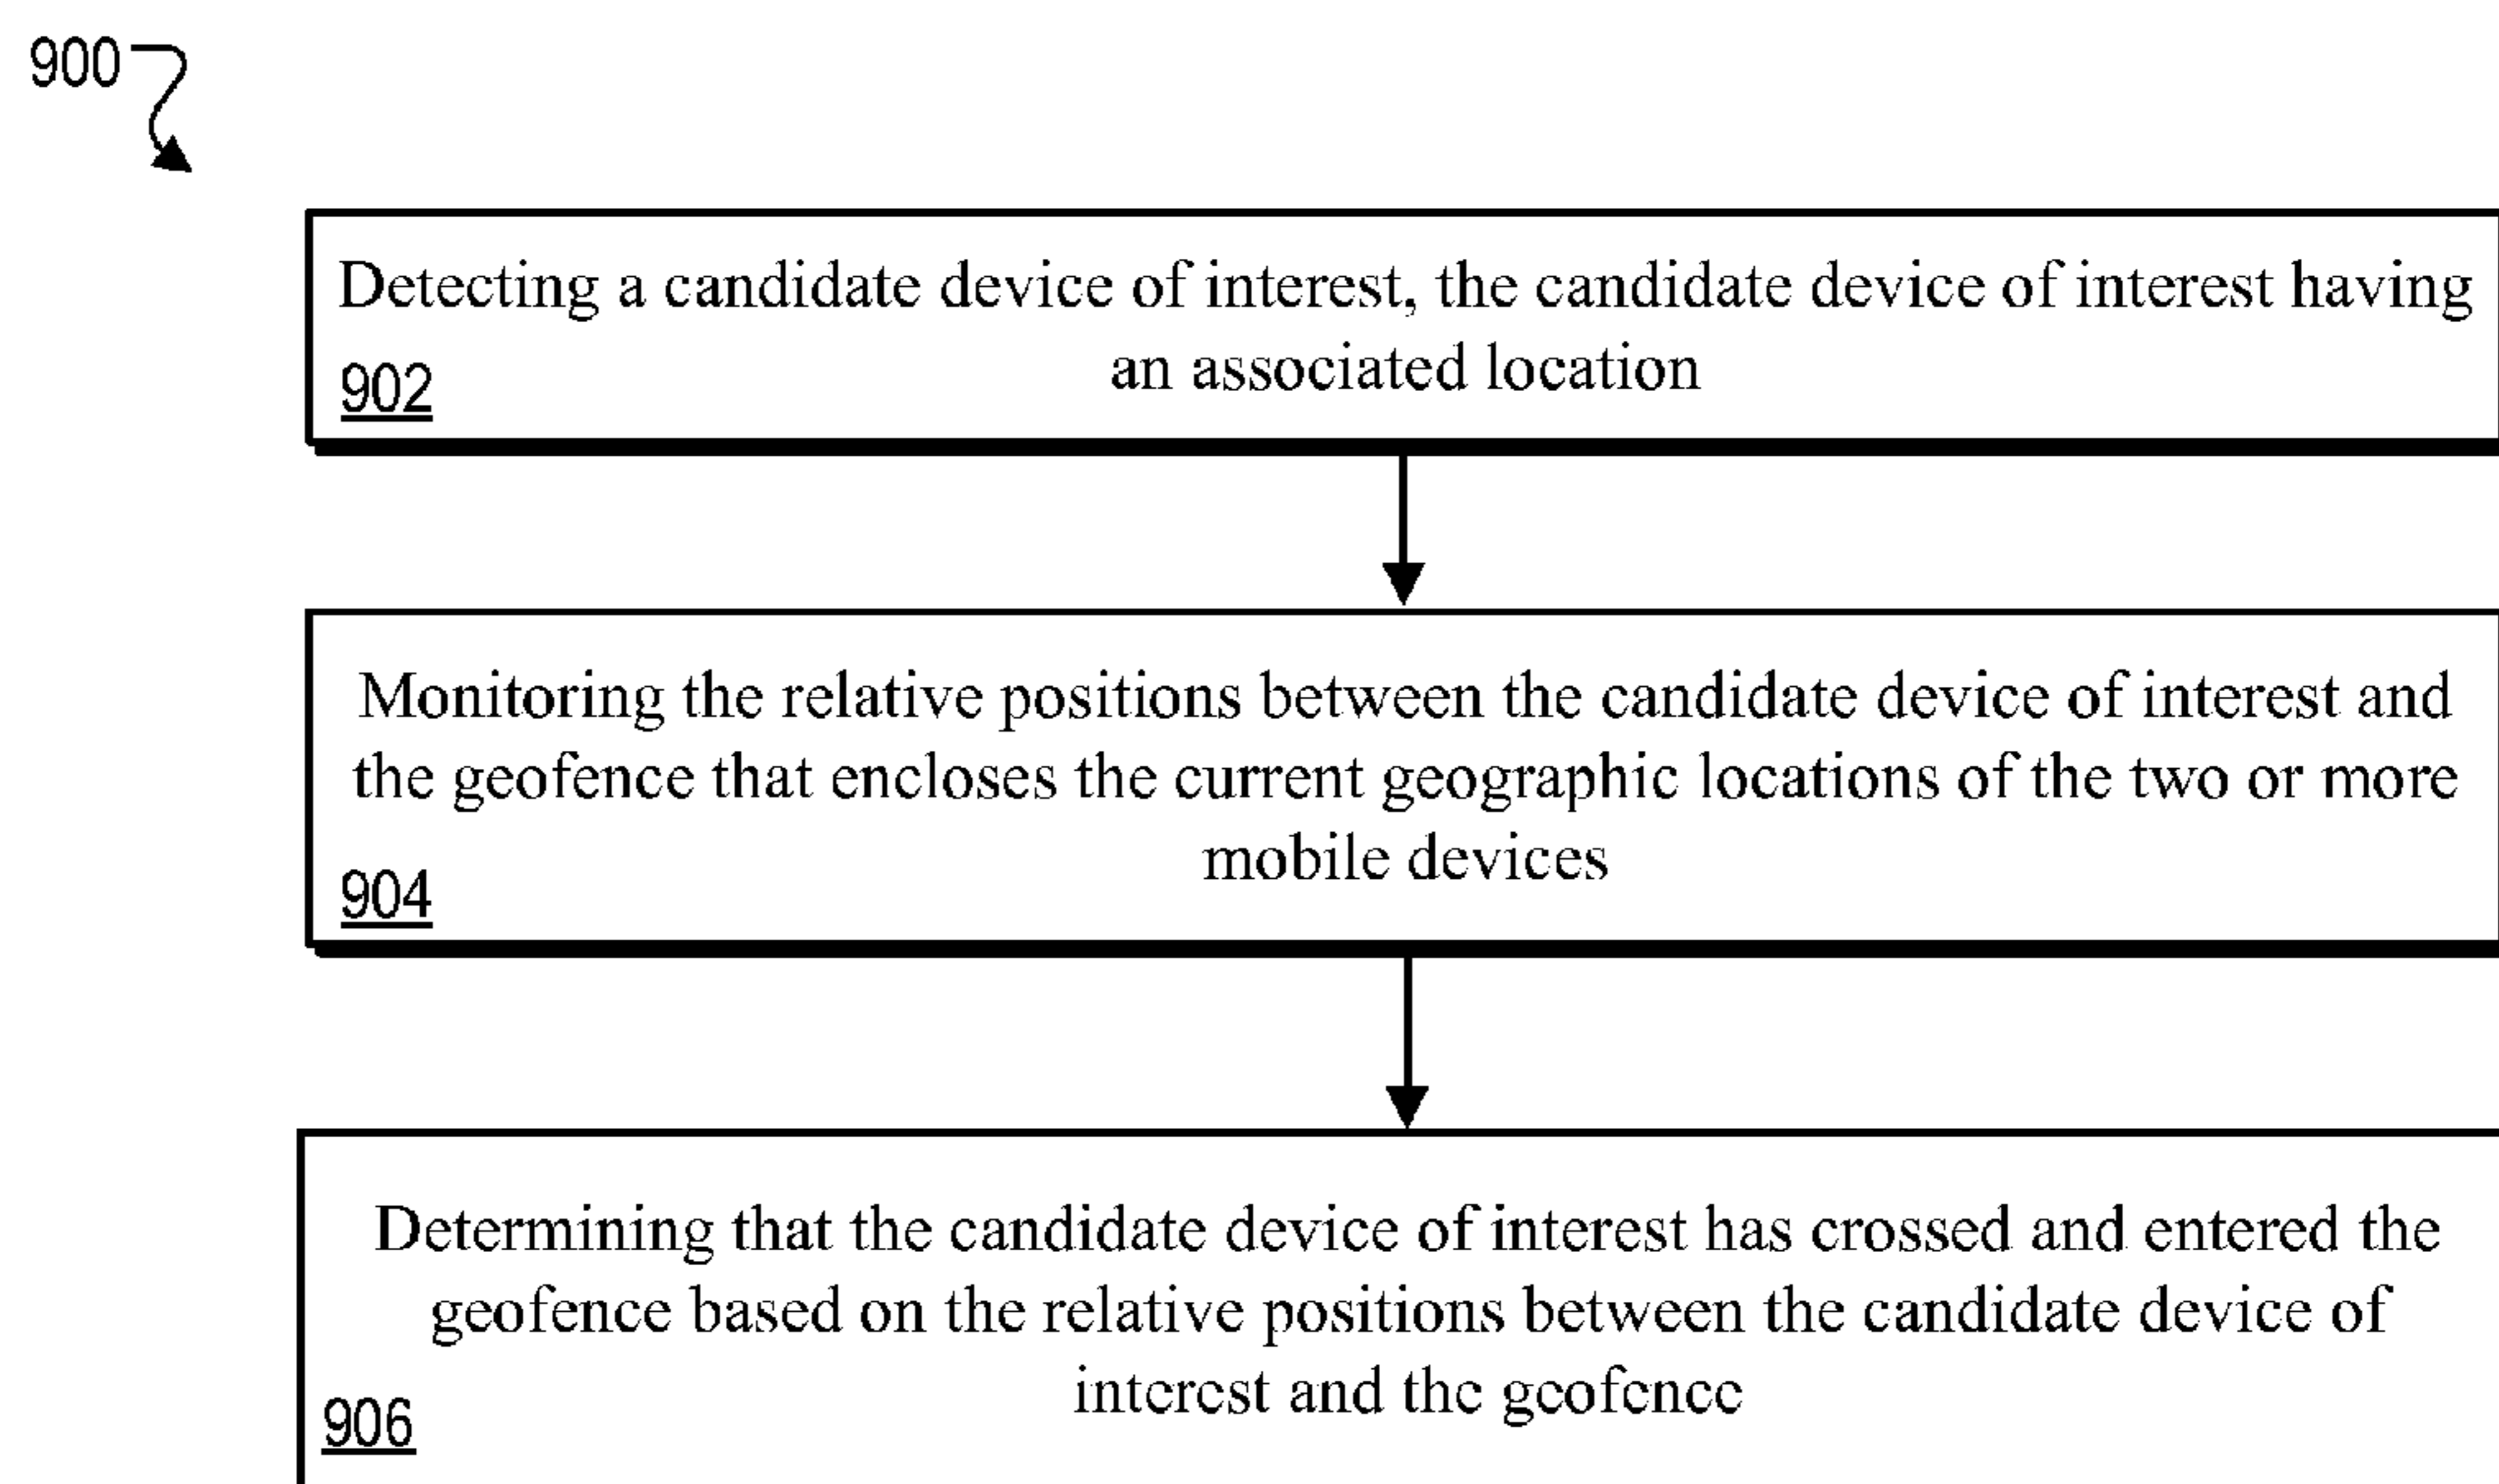 900
Detecting a candidate device of interest, the candidate device of interest having
an associated location
902
Monitoring the relative positions between the candidate device of interest and
the geofence that encloses the current geographic locations of the two or more
mobile devices
904
Determining that the candidate device of interest has crossed and entered the
geofence based on the relative positions between the candidate device of
interest and the geofence
906